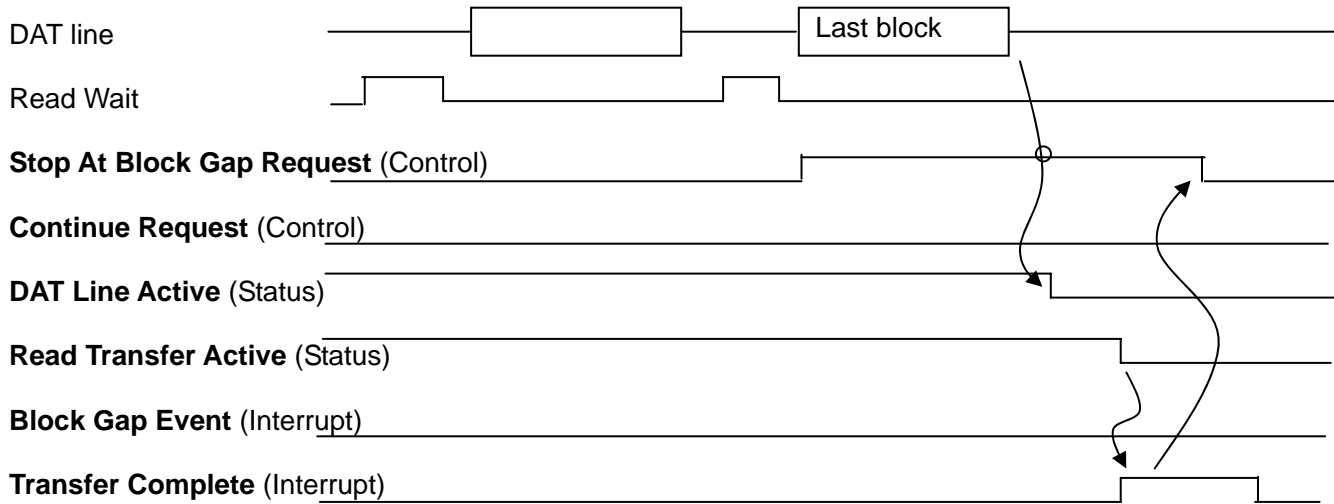 DAT line
Last block
Read Wait
Stop At Block Gap Request (Control)
Continue Request (Control)
DAT Line Active (Status)
Read Transfer Active (Status)
Block Gap Event (Interrupt)
Transfer Complete (Interrupt)